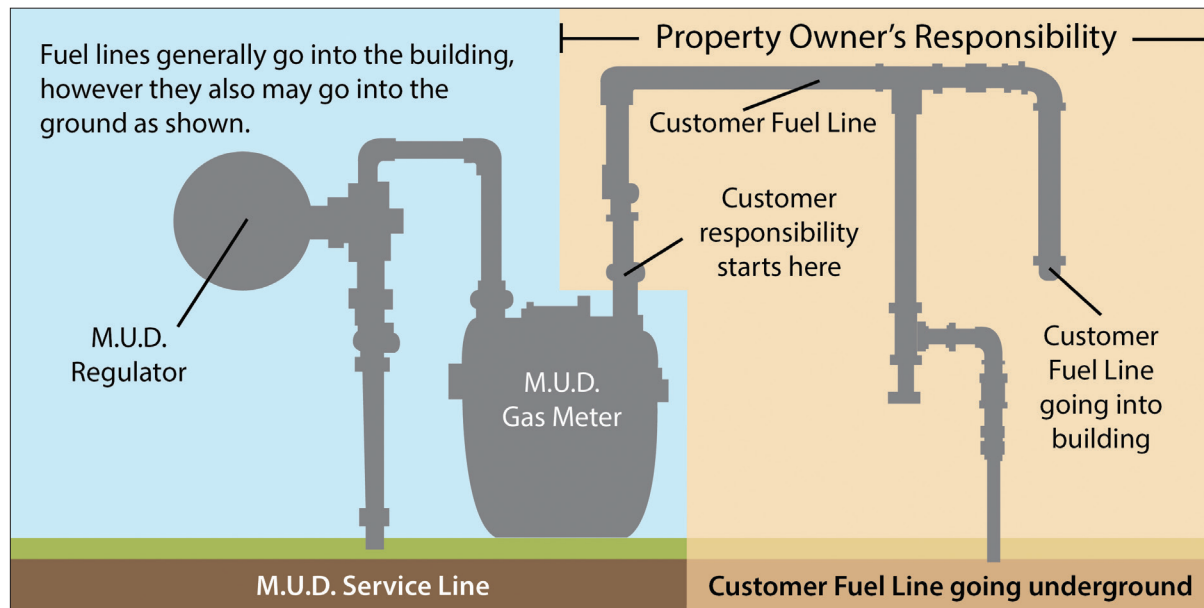 Fuel lines generally go into the building,
however they also may go into the
ground as shown.
Property Owner's Responsibility
Customer Fuel Line
Customer
responsibility
starts here
M.U.D.
Regulator
M.U.D.
Gas Meter
Customer
Fuel Line
going into
building
M.U.D. Service Line
Customer Fuel Line going underground